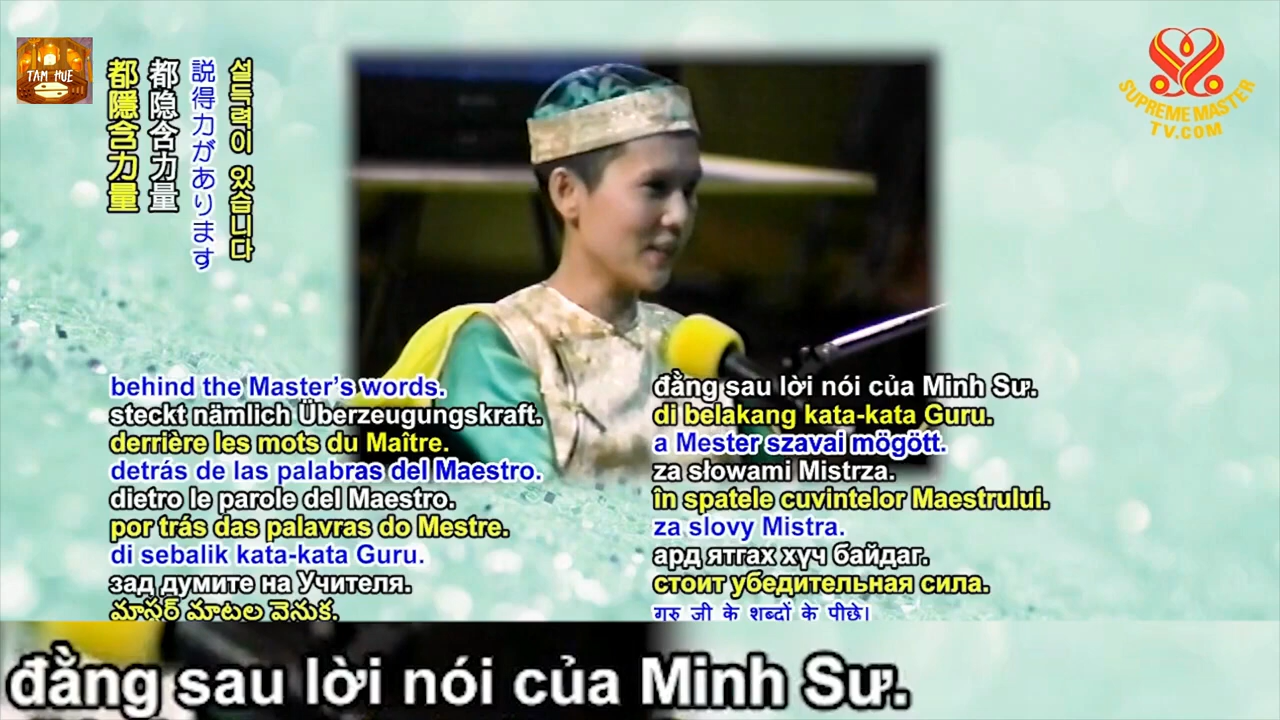 TAM HUE
都隱含力量
都隐含力量
説得力があります
설득력이 있습니다
SUPREME MASTER
TV.COM
behind the Master's words.
steckt nämlich Überzeugungskraft.
derrière les mots du Maître.
detrás de las palabras del Maestro.
dietro le parole del Maestro.
por trás das palavras do Mestre.
di sebalik kata-kata Guru.
зад думите на Учителя.
మాస్టర్ మాటల వెనుక.
đằng sau lời nói của Minh Sư.
di belakang kata-kata Guru.
a Mester szavai mögött.
za słowami Mistrza.
în spatele cuvintelor Maestrului.
za slovy Mistra.
ард ятгах хүч байдаг.
стоит убедительная сила.
गुरु जी के शब्दों के पीछे।
đằng sau lời nói của Minh Sư.